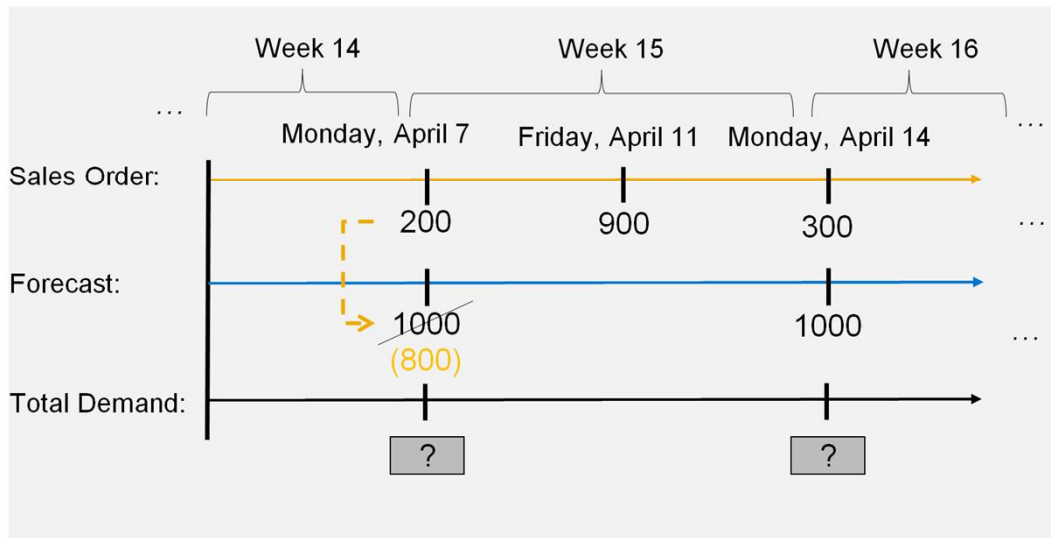 Week 14
Week 15
Week 16
...
...
Monday, April 7
Friday, April 11
Monday, April 14
Sales Order:
200
900
300
...
Forecast:
1000
1000
...
(800)
Total Demand:
?
?